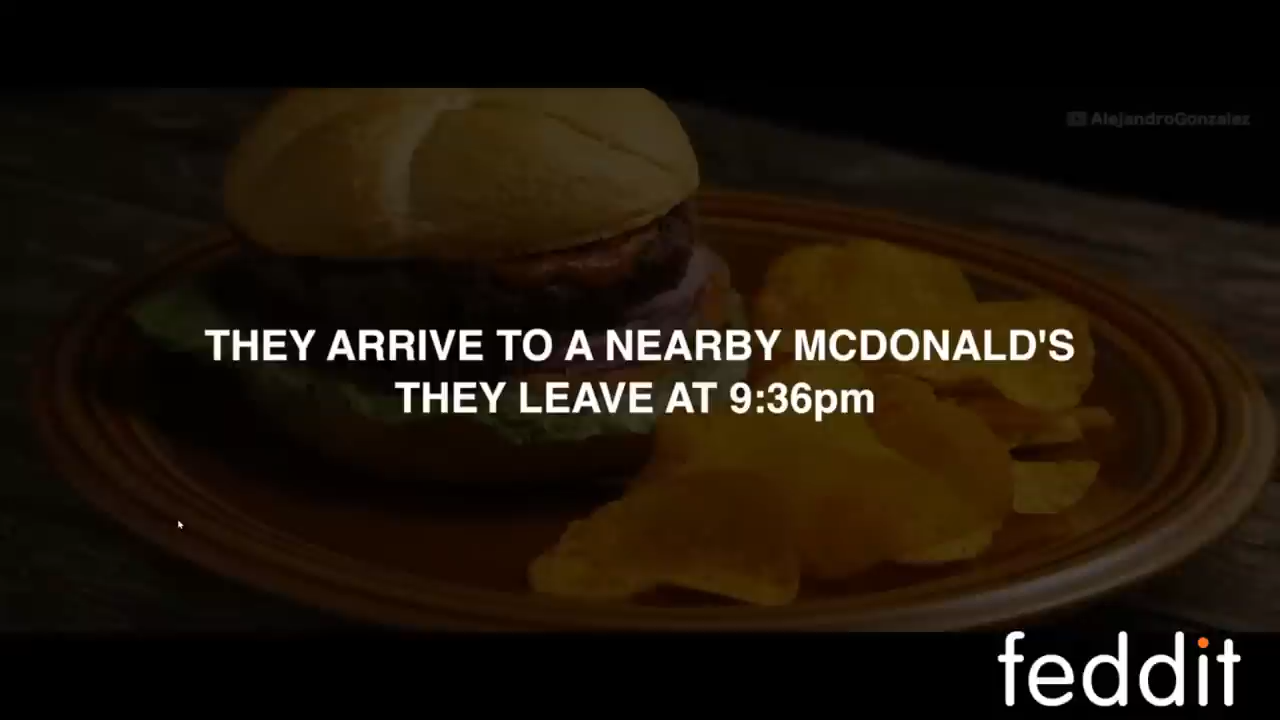 AlejandroGonzalez
THEY ARRIVE TO A NEARBY MCDONALD'S
THEY LEAVE AT 9:36pm
feddit